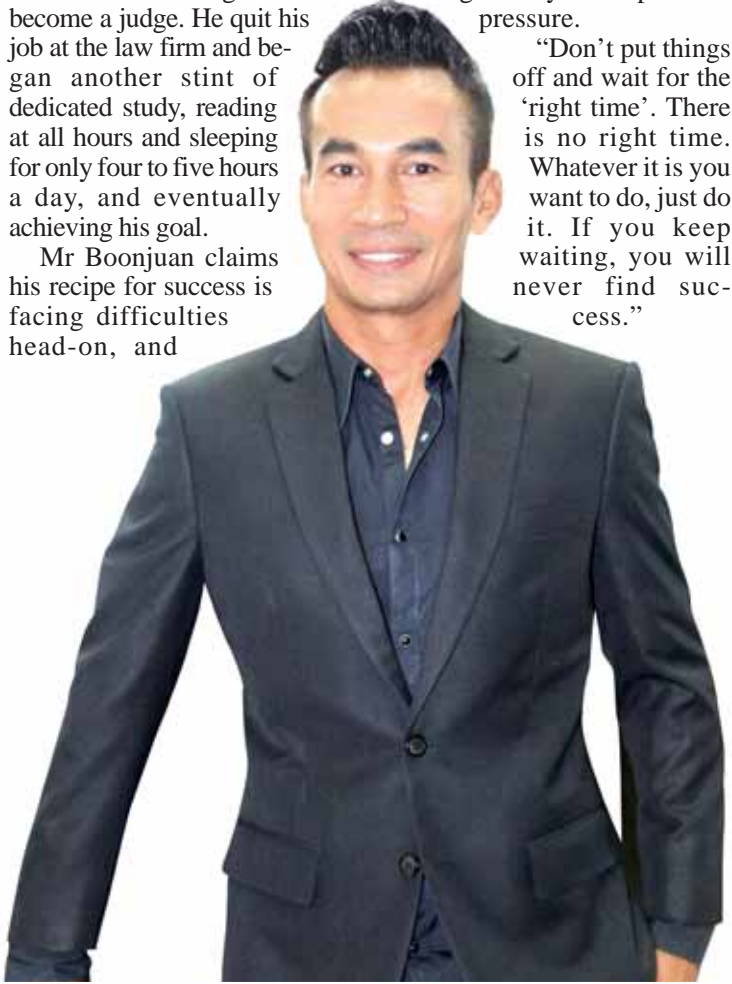 become a judge. He quit his
job at the law firm and be-
gan another stint of
dedicated study, reading
at all hours and sleeping
for only four to five hours
a day, and eventually
achieving his goal.
Mr Boonjuan claims
his recipe for success is
facing difficulties
head-on, and
pressure.
“Don’t put things
off and wait for the
‘right time’. There
is no right time.
Whatever it is you
want to do, just do
it. If you keep
waiting, you will
never find suc-
cess.”